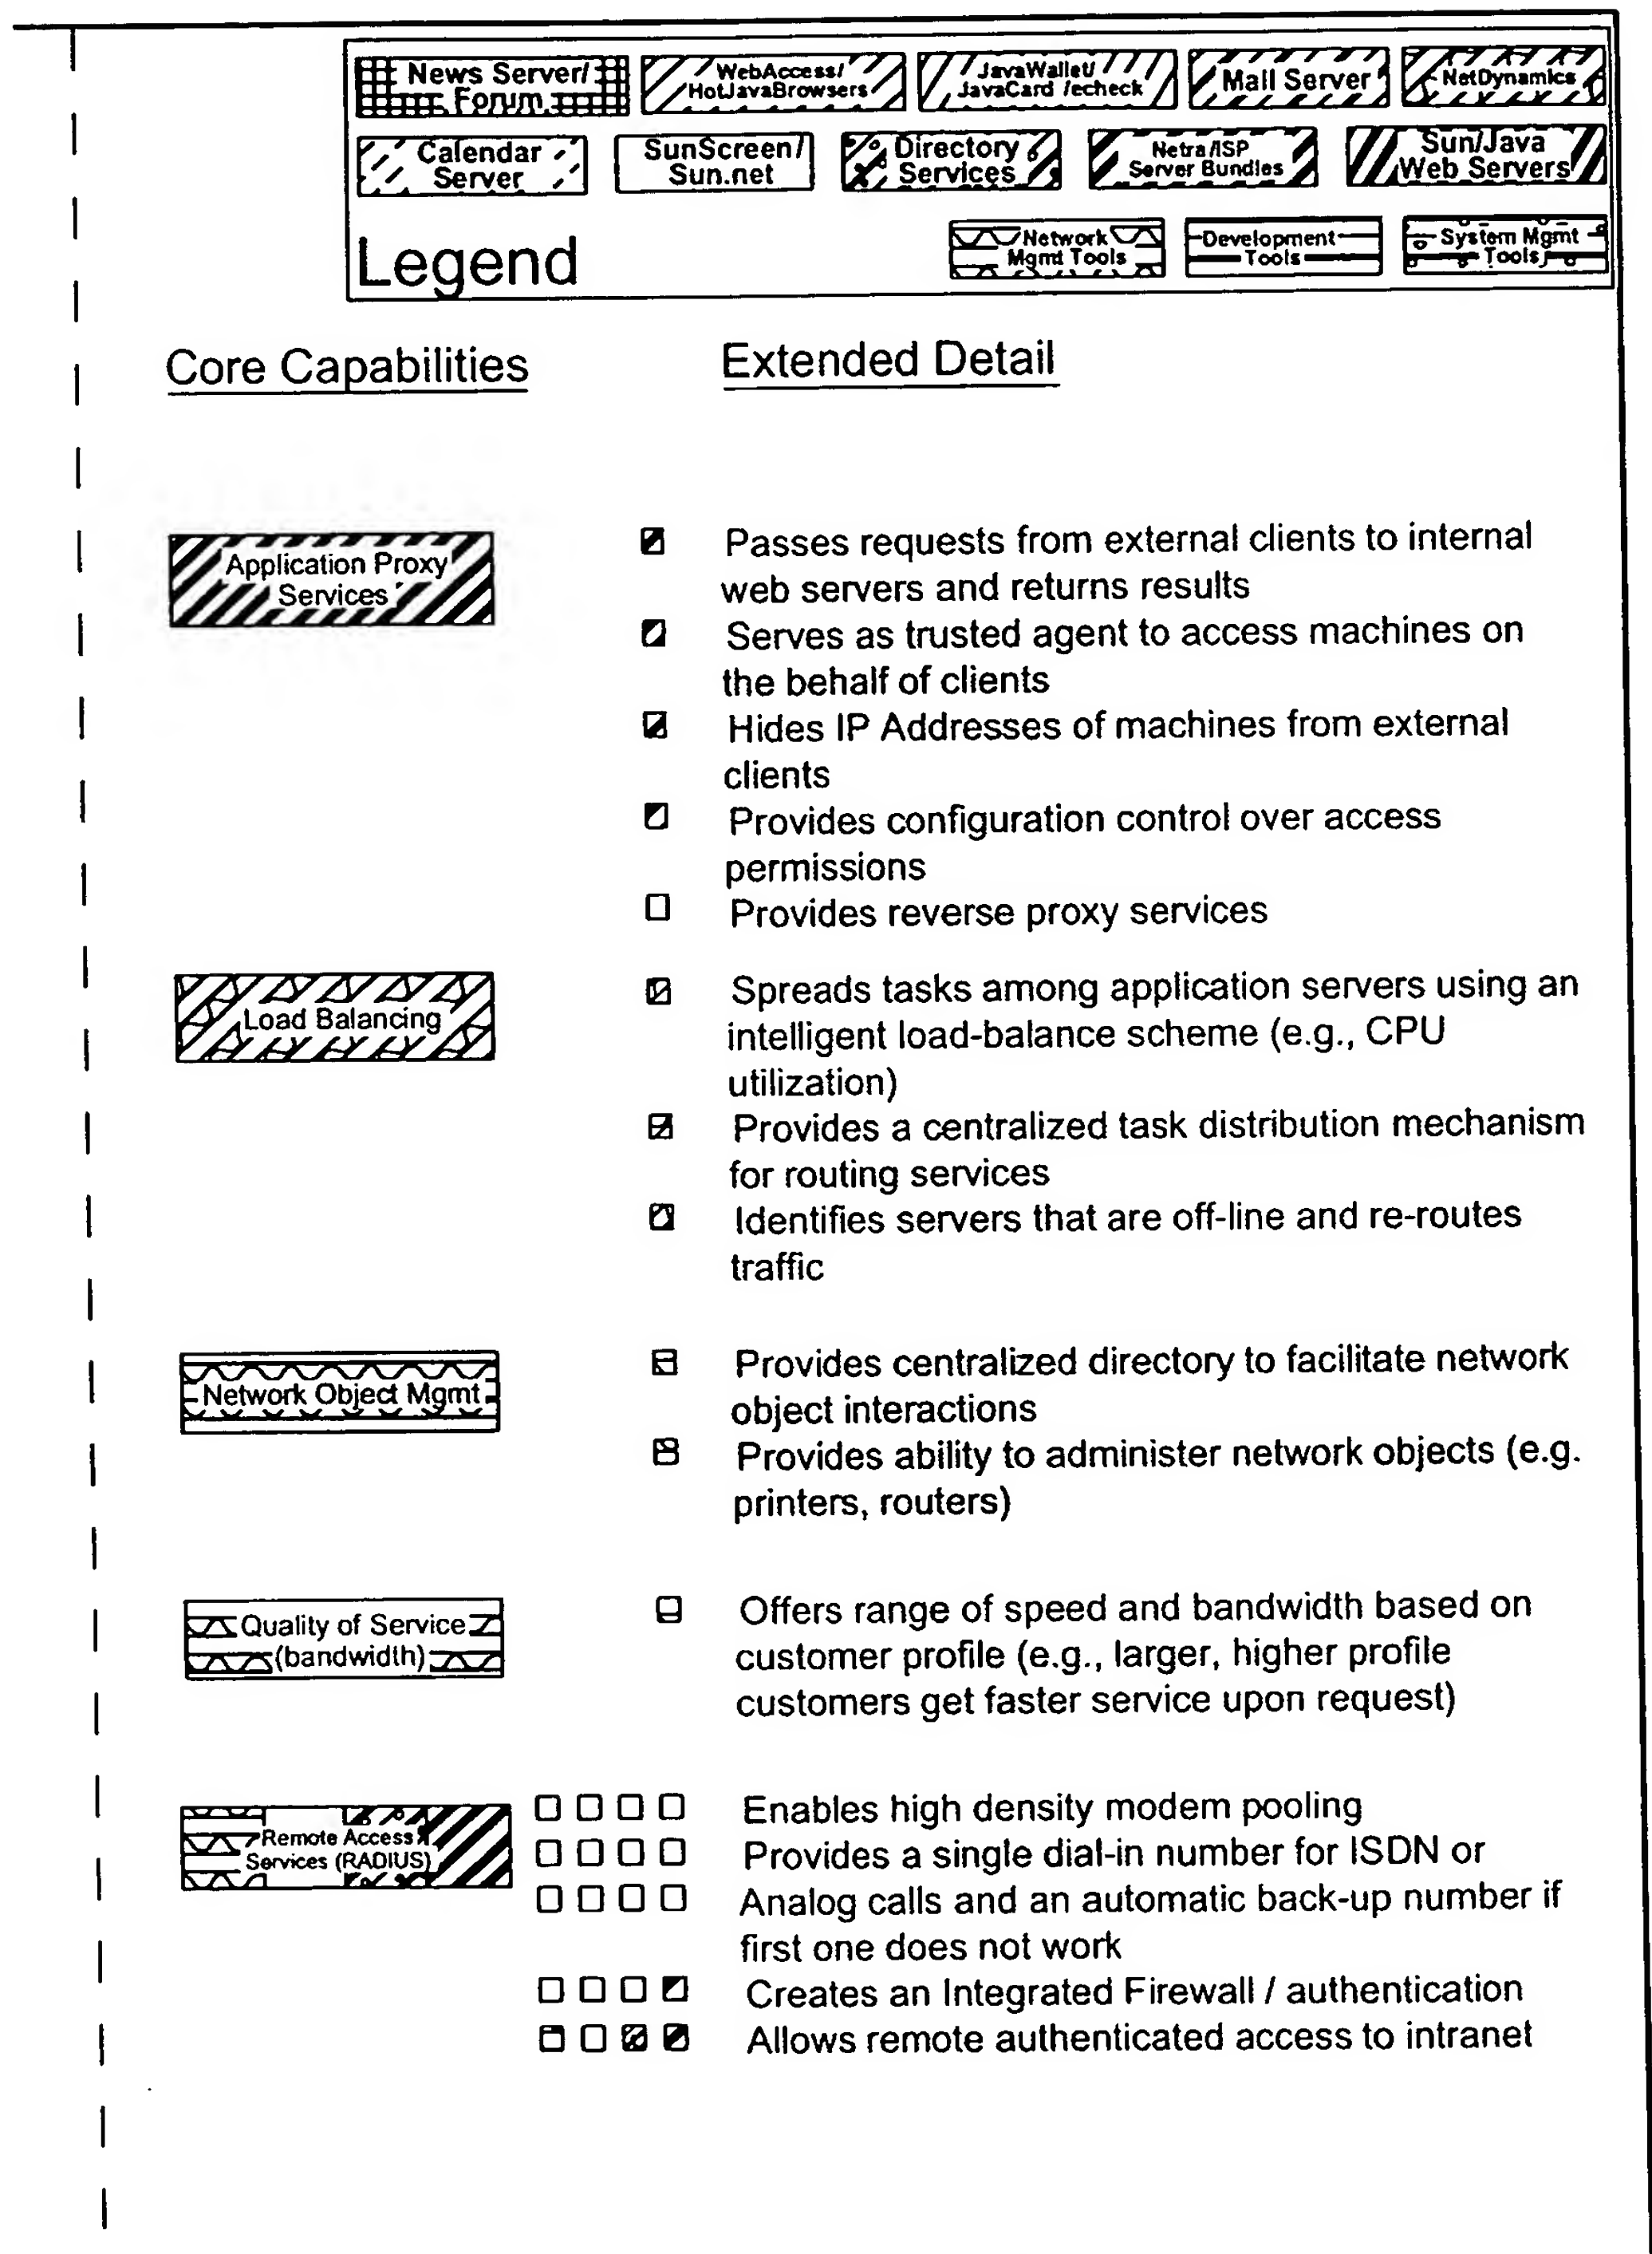 News Server/
Forum
WebAccess/
HotJavaBrowsers
JavaWallet/
JavaCard /echeck
Mail Server
NetDynamics
Calendar
Server
SunScreen/
Sun.net
Directory
Services
Netra/ISP
Server Bundles
Sun/Java
Web Servers
Legend
Network
Mgmt Tools
Development
Tools
System Mgmt
Tools
Core Capabilities
Extended Detail
Application Proxy
Services
Passes requests from external clients to internal
web servers and returns results
Serves as trusted agent to access machines on
the behalf of clients
Hides IP Addresses of machines from external
clients
Provides configuration control over access
permissions
Provides reverse proxy services
Load Balancing
Spreads tasks among application servers using an
intelligent load-balance scheme (e.g., CPU
utilization)
Provides a centralized task distribution mechanism
for routing services
Identifies servers that are off-line and re-routes
traffic
Network Object Mgmt
Provides centralized directory to facilitate network
object interactions
Provides ability to administer network objects (e.g.
printers, routers)
Quality of Service
(bandwidth)
Offers range of speed and bandwidth based on
customer profile (e.g., larger, higher profile
customers get faster service upon request)
Remote Access
Services (RADIUS)
Enables high density modem pooling
Provides a single dial-in number for ISDN or
Analog calls and an automatic back-up number if
first one does not work
Creates an Integrated Firewall / authentication
Allows remote authenticated access to intranet